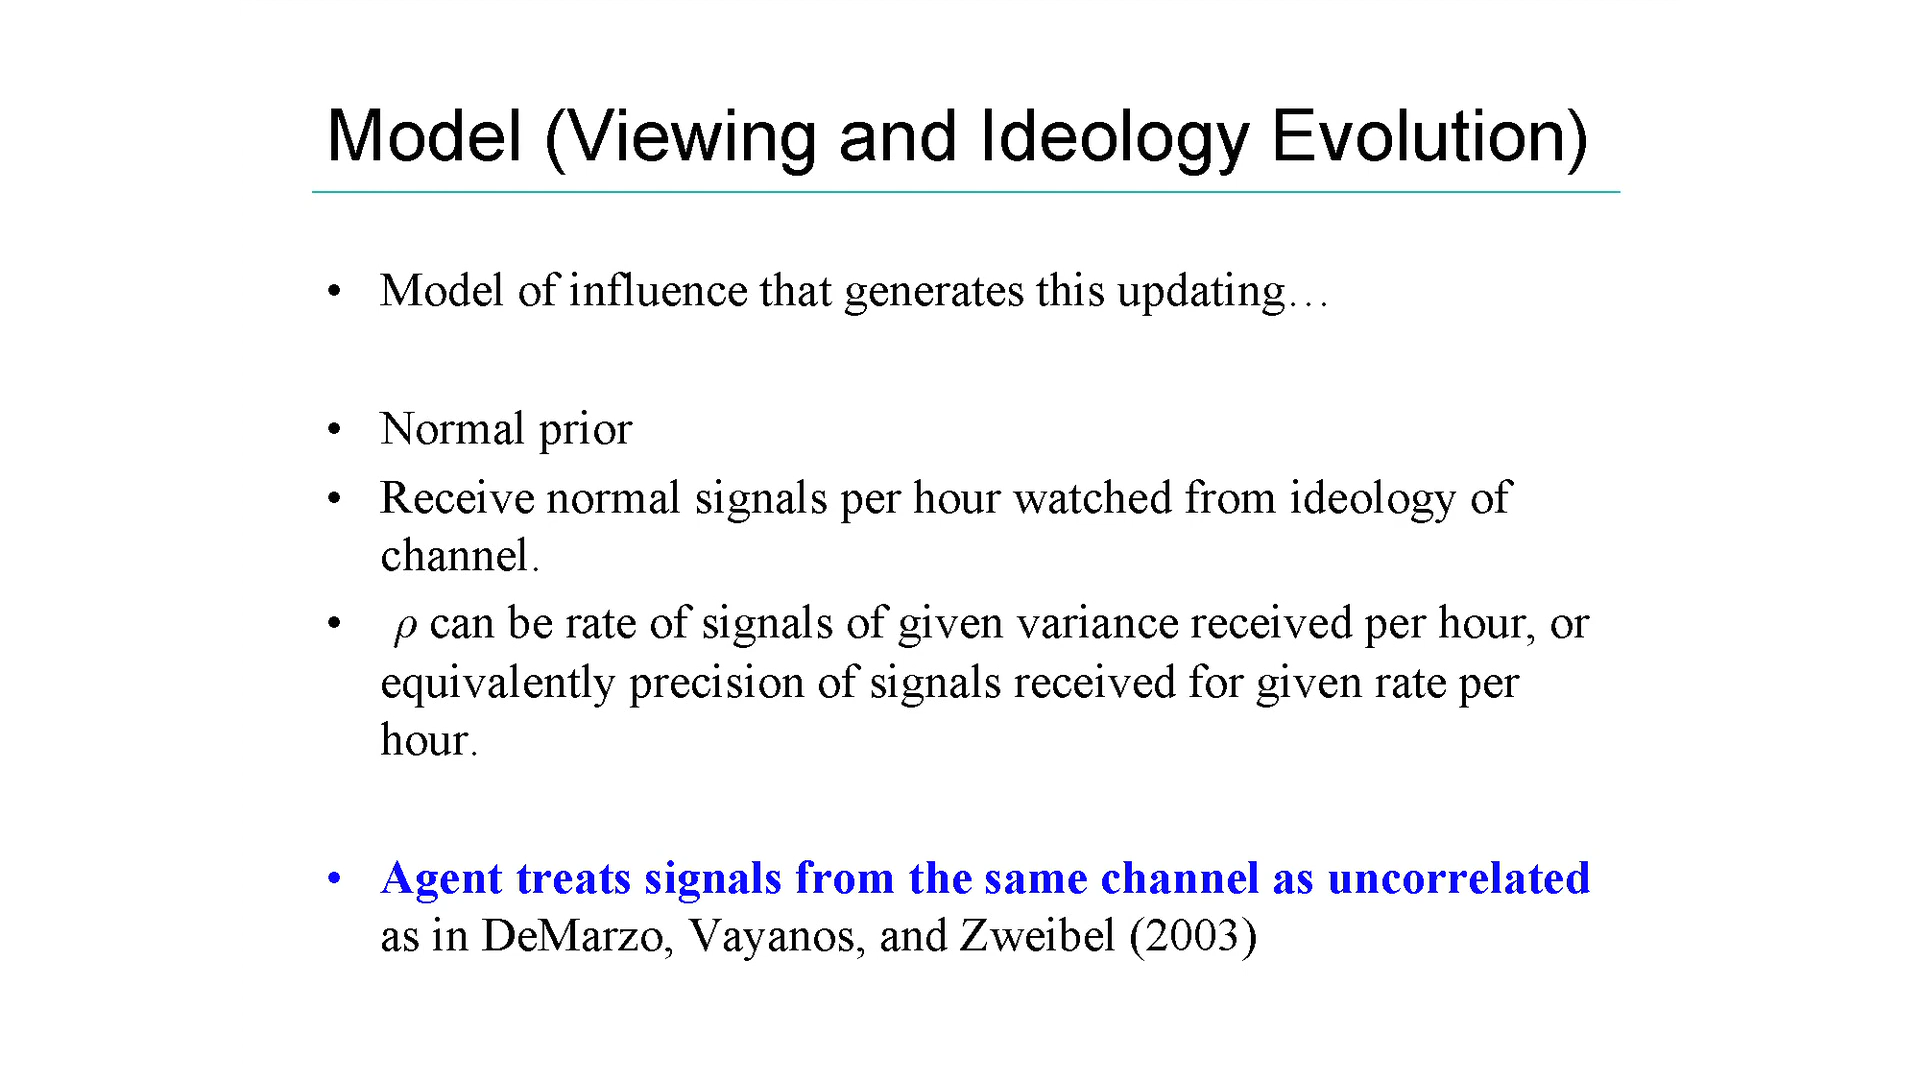 Model (Viewing and Ideology Evolution)
• Model of influence that generates this updating…
• Normal prior
• Receive normal signals per hour watched from ideology of
channel.
• ρ can be rate of signals of given variance received per hour, or
equivalently precision of signals received for given rate per
hour.
• Agent treats signals from the same channel as uncorrelated
as in DeMarzo, Vayanos, and Zweibel (2003)